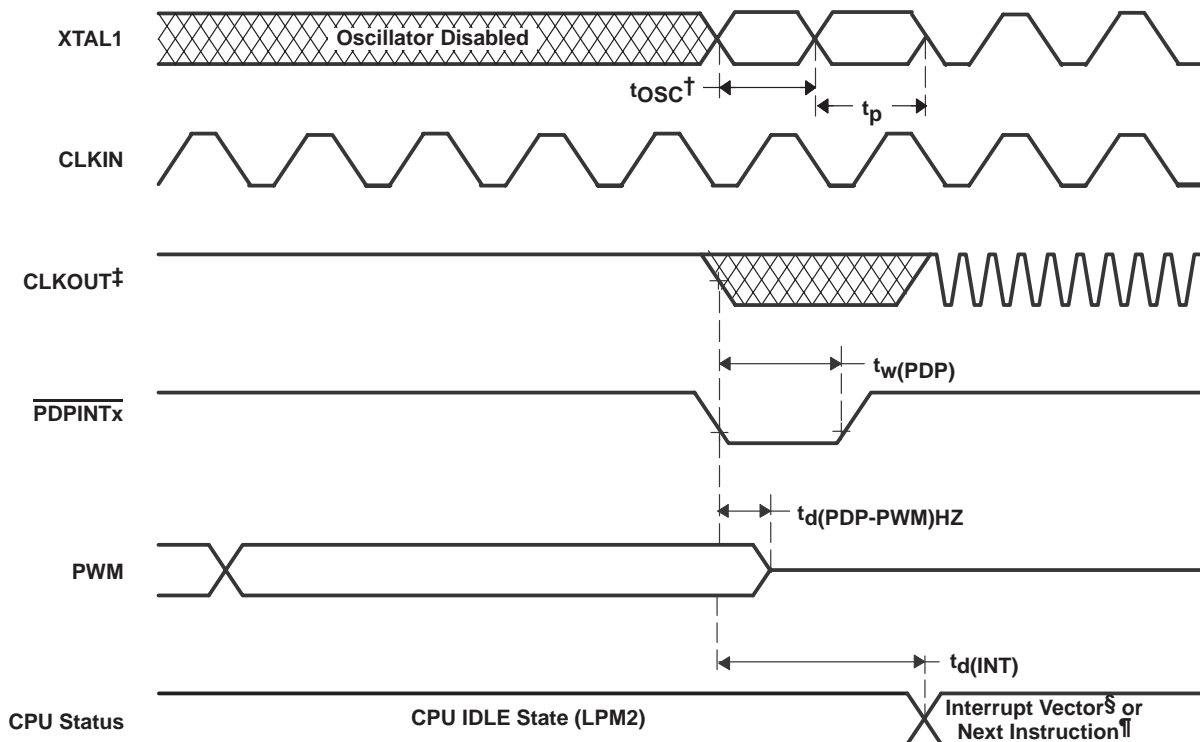 XTAL1
Oscillator Disabled
tOSC†
tp
CLKIN
CLKOUT‡
tw(PDP)
PDPINTx
td(PDP-PWM)HZ
PWM
td(INT)
CPU Status
CPU IDLE State (LPM2)
Interrupt Vector§ or
Next Instruction¶